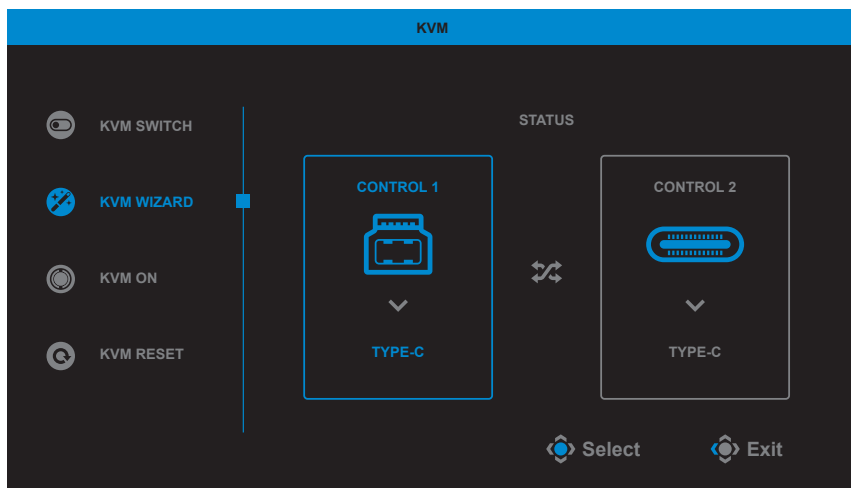 KVM
KVM SWITCH
KVM WIZARD
KVM ON
KVM RESET
STATUS
CONTROL 1
TYPE-C
CONTROL 2
TYPE-C
Select
Exit